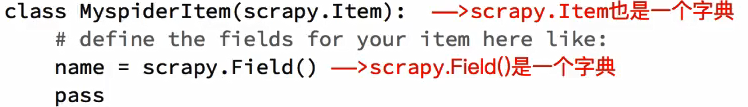 class MyspiderItem(scrapy.Item): —>scrapy.Item也是一个字典
# define the fields for your item here like:
name = scrapy.Field() —>scrapy.Field()是一个字典
pass